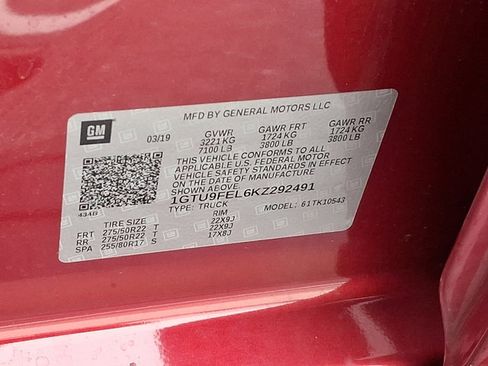 MFD BY GENERAL MOTORS LLC
GM
03/19 GVWR GAWR FRT GAWR RR
3221 KG 1724 KG 1724 KG
7100 LB 3800 LB 3800 LB
THIS VEHICLE CONFORMS TO ALL
APPLICABLE U.S. FEDERAL MOTOR
VEHICLE SAFETY STANDARDS IN EFFECT
ON THE DATE OF MANUFACTURE
1GTU9FEL6KZ292491
TYPE: TRUCK MODEL: 61TK10543
434B
TIRE SIZE RIM
FRT 275/50R22 T 22X9J
RR 275/50R22 T 22X9J
SPA 255/80R17 S 17X8J